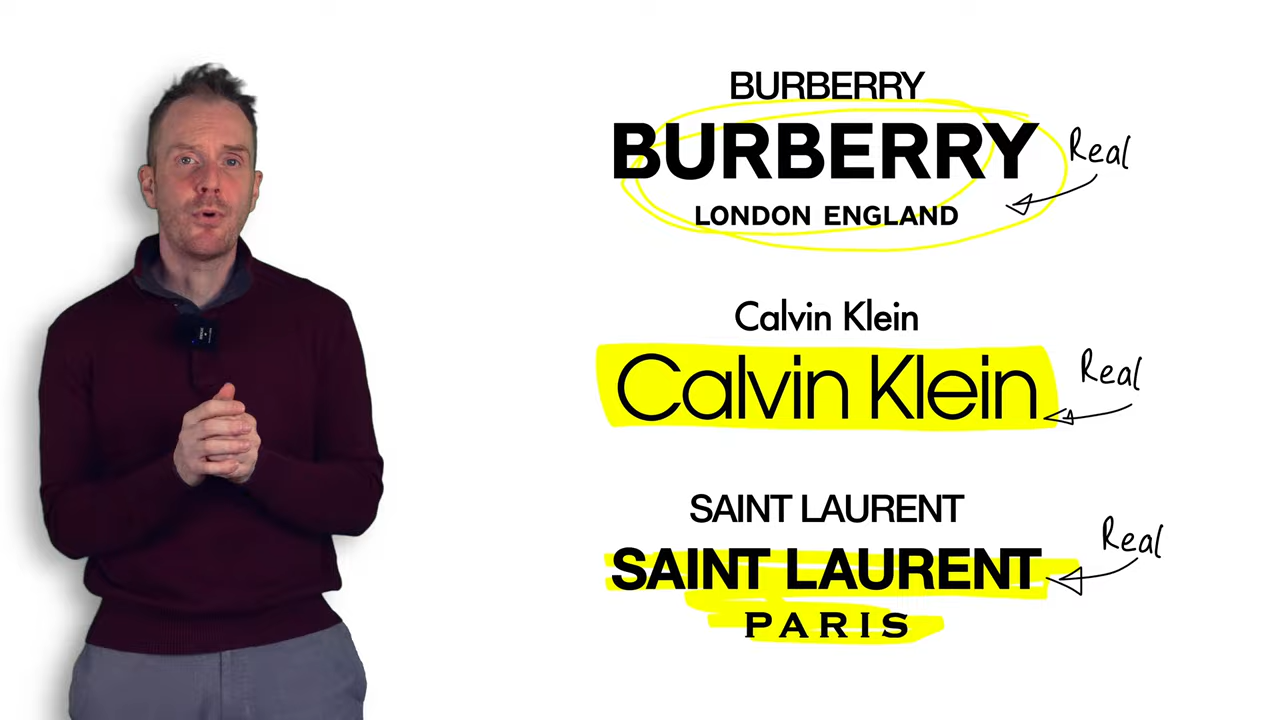 BURBERRY
BURBERRY
Real
LONDON ENGLAND
Calvin Klein
Calvin Klein
Real
SAINT LAURENT
SAINT LAURENT
Real
PARIS